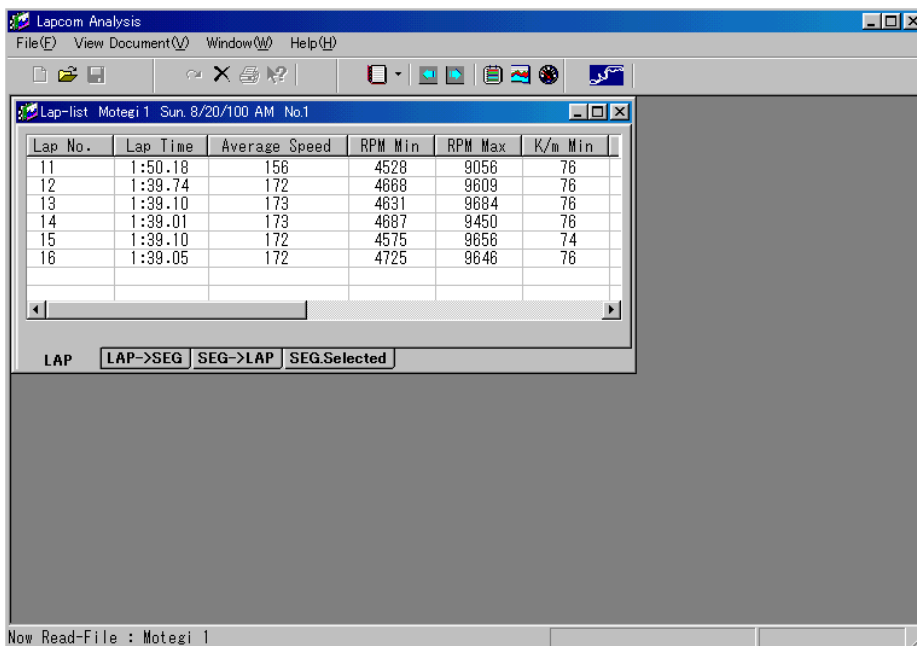 Lapcom Analysis
File(F) View Document(V) Window(W) Help(H)
Lap-list Motegi 1 Sun. 8/20/100 AM No.1
Lap No. Lap Time Average Speed RPM Min RPM Max K/m Min
11 1:50.18 156 4528 9056 76
12 1:39.74 172 4668 9609 76
13 1:39.10 173 4631 9684 76
14 1:39.01 173 4687 9450 76
15 1:39.10 172 4575 9656 74
16 1:39.05 172 4725 9646 76
LAP LAP->SEG SEG->LAP SEG.Selected
Now Read-File : Motegi 1